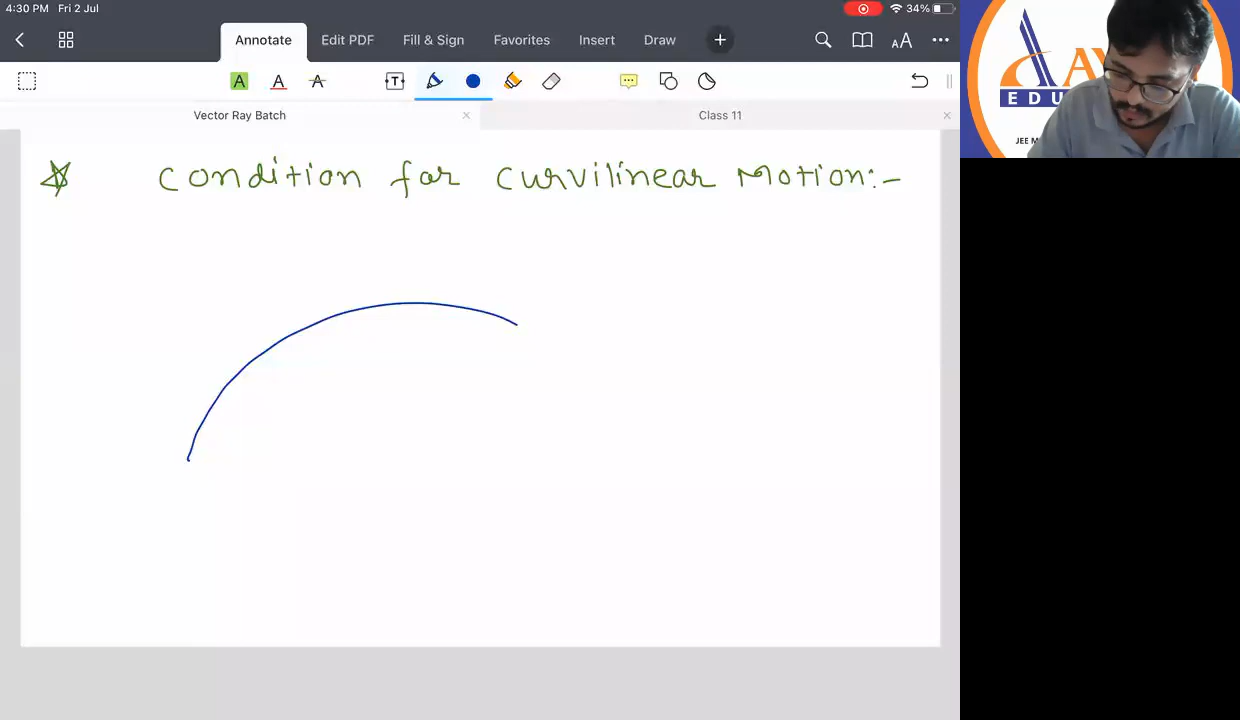 4:30 PM Fri 2 Jul
34%
Annotate Edit PDF Fill & Sign Favorites Insert Draw
Vector Ray Batch
Class 11
Condition for curvilinear Motion:-
EDU
JEE M